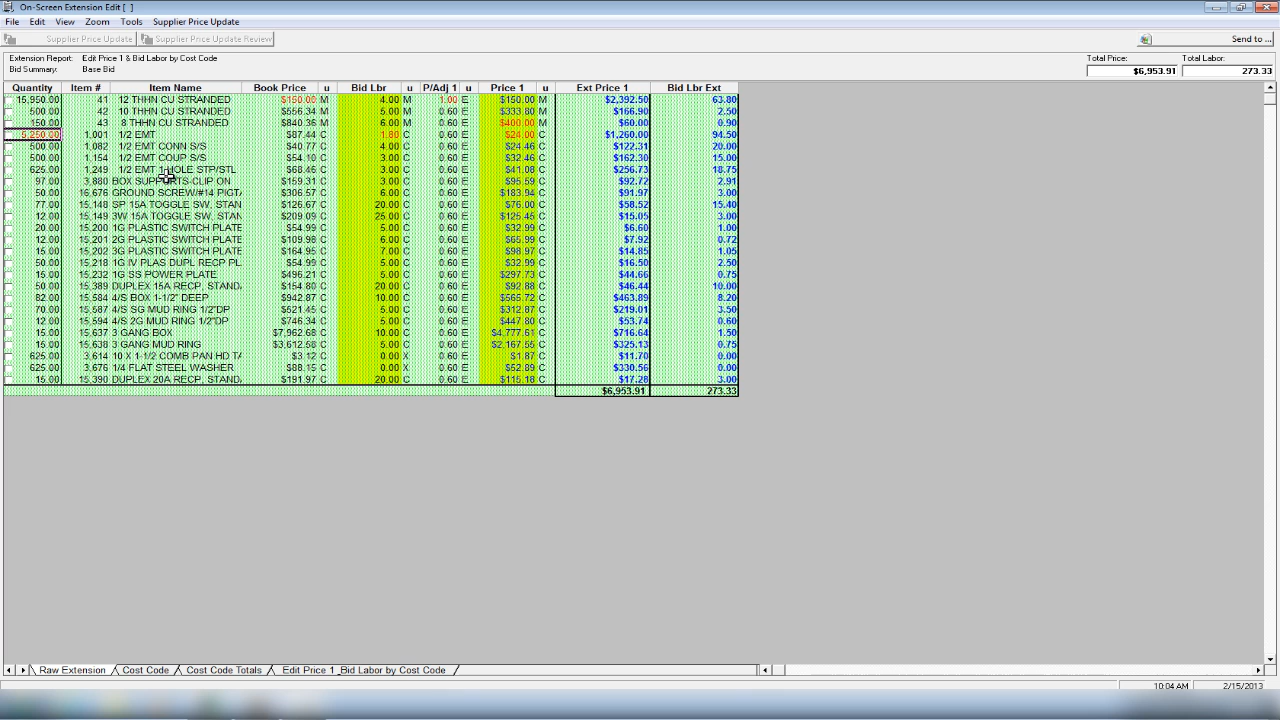 On-Screen Extension Edit [ ]
File Edit View Zoom Tools Supplier Price Update
Supplier Price Update Supplier Price Update Review Send to ...
Extension Report: Edit Price 1 & Bid Labor by Cost Code Total Price: Total Labor:
Bid Summary: Base Bid $6,953.91 273.33
Quantity Item # Item Name Book Price u Bid Lbr u P/Adj 1 u Price 1 u Ext Price 1 Bid Lbr Ext
15,950.00 41 12 THHN CU STRANDED $150.00 M 4.00 M 1.00 E $150.00 M $2,392.50 63.80
500.00 42 10 THHN CU STRANDED $556.34 M 5.00 M 0.60 E $333.80 M $166.90 2.50
150.00 43 8 THHN CU STRANDED $840.36 M 6.00 M 0.60 E $400.00 M $60.00 0.90
5,250.00 1,001 1/2 EMT $87.44 C 1.80 C 0.60 E $24.00 C $1,260.00 94.50
500.00 1,082 1/2 EMT CONN S/S $40.77 C 4.00 C 0.60 E $24.46 C $122.31 20.00
500.00 1,154 1/2 EMT COUP S/S $54.10 C 3.00 C 0.60 E $32.46 C $162.30 15.00
625.00 1,249 1/2 EMT 1-HOLE STP/STL $68.46 C 3.00 C 0.60 E $41.08 C $256.73 18.75
97.00 3,880 BOX SUPPORTS-CLIP ON $159.31 C 3.00 C 0.60 E $95.59 C $92.72 2.91
50.00 16,676 GROUND SCREW/#14 PIGTA $306.57 C 3.00 C 0.60 E $183.94 C $91.97 3.00
77.00 15,148 SP 15A TOGGLE SW, STAN $126.67 C 20.00 C 0.60 E $76.00 C $58.52 15.40
12.00 15,149 3W 15A TOGGLE SW, STAN $209.09 C 25.00 C 0.60 E $125.45 C $15.05 3.00
20.00 15,200 1G PLASTIC SWITCH PLATE $54.99 C 5.00 C 0.60 E $32.99 C $6.60 1.00
12.00 15,201 2G PLASTIC SWITCH PLATE $109.98 C 6.00 C 0.60 E $65.99 C $7.92 0.72
15.00 15,202 3G PLASTIC SWITCH PLATE $164.95 C 7.00 C 0.60 E $98.97 C $14.85 1.05
50.00 15,218 1G IV PLAS DUPL RECP PL $54.99 C 5.00 C 0.60 E $32.99 C $16.50 2.50
15.00 15,232 1G SS POWER PLATE $496.21 C 5.00 C 0.60 E $297.73 C $44.66 0.75
50.00 15,389 DUPLEX 15A RECP, STANDA $154.80 C 20.00 C 0.60 E $92.88 C $46.44 10.00
82.00 15,584 4/S BOX 1-1/2" DEEP $942.87 C 10.00 C 0.60 E $565.72 C $463.89 8.20
70.00 15,587 4/S SG MUD RING 1/2"DP $521.45 C 5.00 C 0.60 E $312.87 C $219.01 3.50
12.00 15,594 4/S 2G MUD RING 1/2"DP $746.34 C 5.00 C 0.60 E $447.80 C $53.74 0.60
15.00 15,637 3 GANG BOX $7,962.68 C 10.00 C 0.60 E $4,777.61 C $716.64 1.50
15.00 15,638 3 GANG MUD RING $3,612.58 C 5.00 C 0.60 E $2,167.55 C $325.13 0.75
625.00 3,614 10 X 1-1/2 COMB PAN HD TA $3.12 C 0.00 X 0.60 E $1.87 C $11.70 0.00
625.00 3,676 1/4 FLAT STEEL WASHER $88.15 C 0.00 X 0.60 E $52.89 C $330.56 0.00
15.00 15,390 DUPLEX 20A RECP, STANDA $191.97 C 20.00 C 0.60 E $115.18 C $17.28 3.00
$6,953.91 273.33
Raw Extension Cost Code Cost Code Totals Edit Price 1_Bid Labor by Cost Code
10:04 AM 2/15/2013